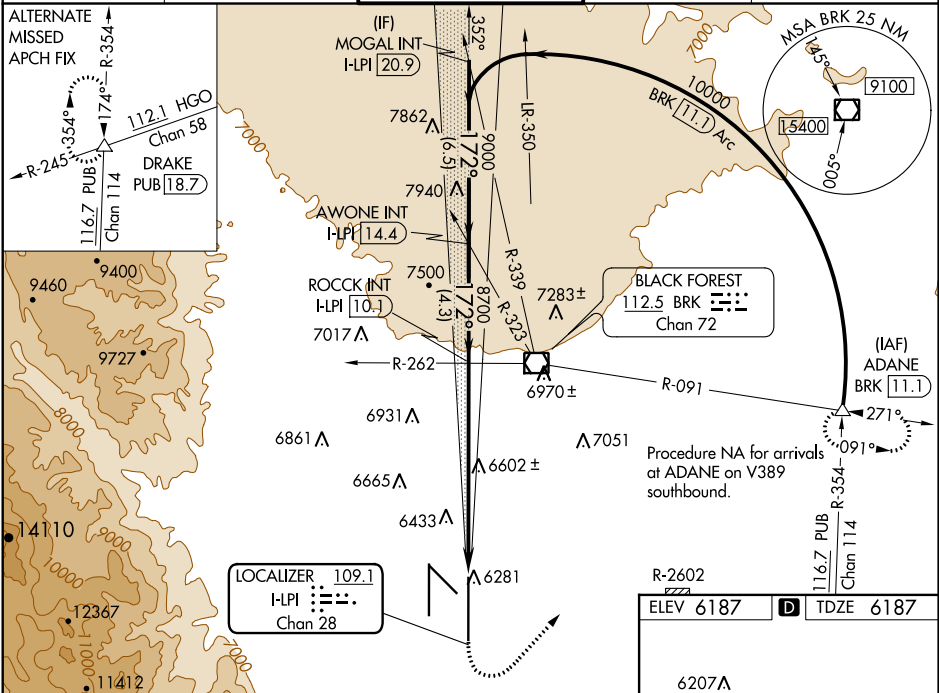 ALTERNATE
MISSED
APCH FIX
R-354
174°
354°
112.1 HGO
Chan 58
R-245
DRAKE
PUB 18.7
116.7 PUB
Chan 114
(IF)
MOGAL INT
I-LPI 20.9
352°
7862
9000
172°
(6.5)
LR-350
10000
BRK 11.1 Arc
7000
7000
MSA BRK 25 NM
145°
9100
15400
005°
7940
AWONE INT
I-LPI 14.4
R-339
R-323
7500
8700
172°
(4.3)
ROCCK INT
I-LPI 10.1
7017
R-262
7283±
BLACK FOREST
112.5 BRK
Chan 72
6970±
R-091
(IAF)
ADANE
BRK 11.1
271°
091°
9400
9460
9727
8000
6931
6861
7051
6602±
6665
6433
Procedure NA for arrivals
at ADANE on V389
southbound.
R-354
116.7 PUB
Chan 114
14110
9000
10000
12367
11000
11412
7000
LOCALIZER 109.1
I-LPI
Chan 28
6281
R-2602
ELEV 6187
D
TDZE 6187
6207